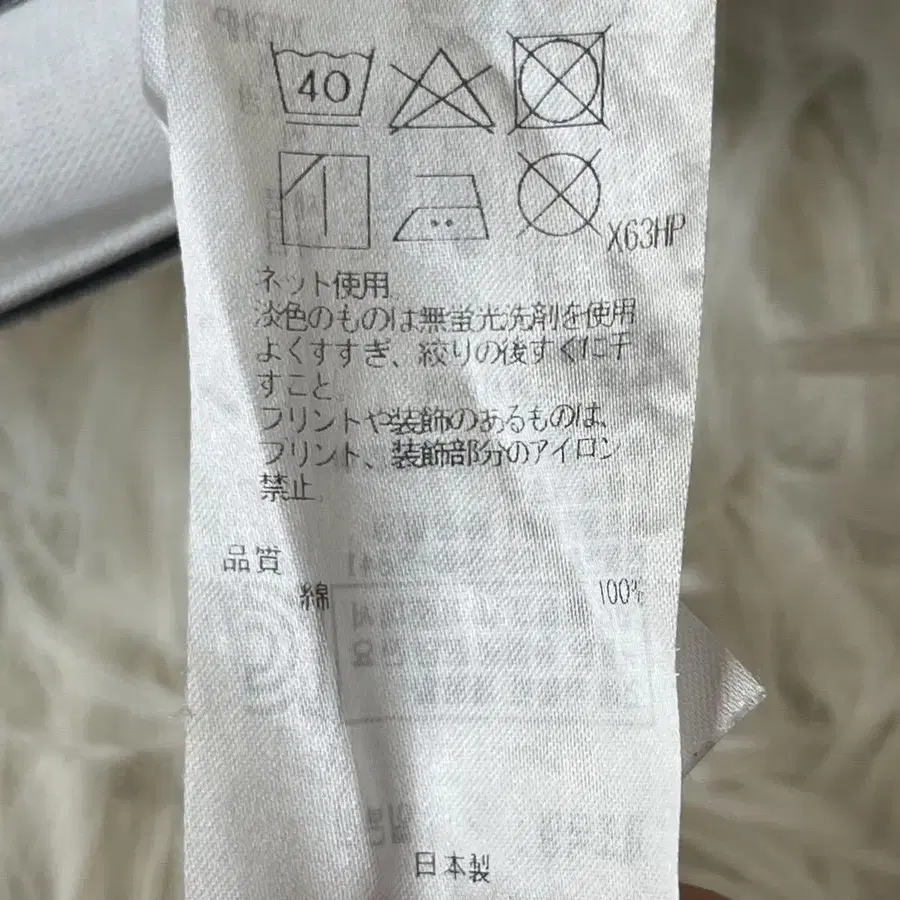 40
X63HP
ネット使用
淡色のものは無蛍光洗剤を使用
よくすすぎ、絞りの後すぐに干
すこと。
プリントや装飾のあるものは、
プリント、装飾部分のアイロン
禁止
品質
綿 100%
日本製